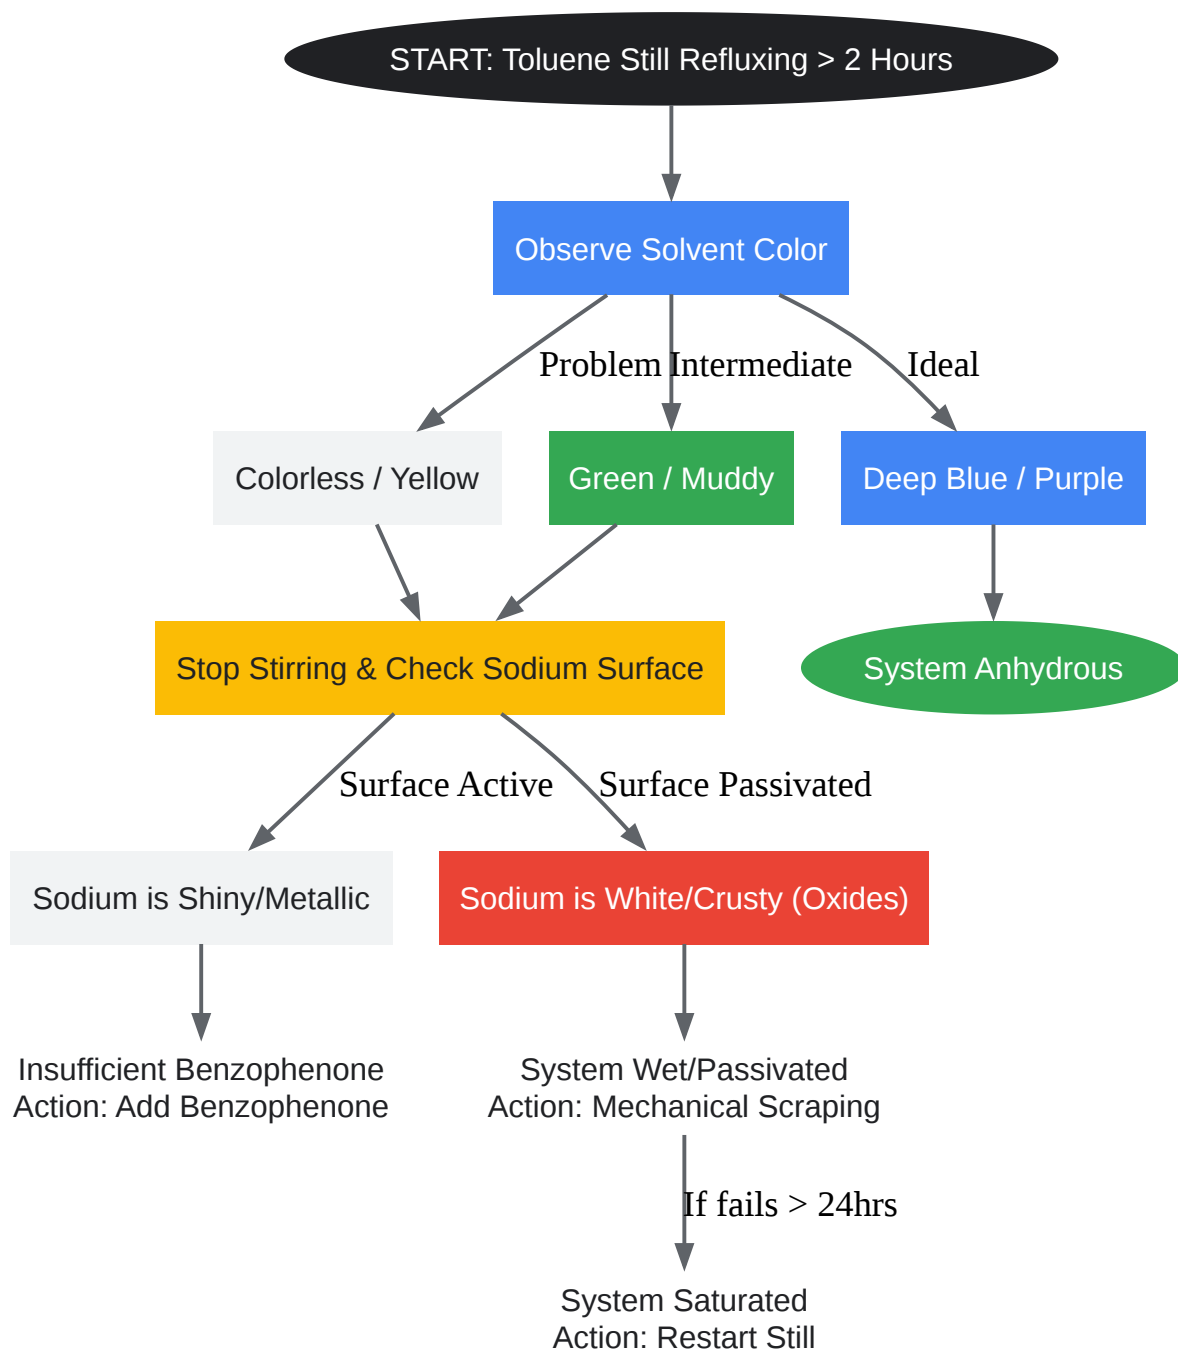 START: Toluene Still Refluxing > 2 Hours
Observe Solvent Color
Problem
Intermediate
Ideal
Colorless / Yellow
Green / Muddy
Deep Blue / Purple
Stop Stirring & Check Sodium Surface
System Anhydrous
Surface Active
Surface Passivated
Sodium is Shiny/Metallic
Sodium is White/Crusty (Oxides)
Insufficient Benzophenone
Action: Add Benzophenone
System Wet/Passivated
Action: Mechanical Scraping
If fails > 24hrs
System Saturated
Action: Restart Still